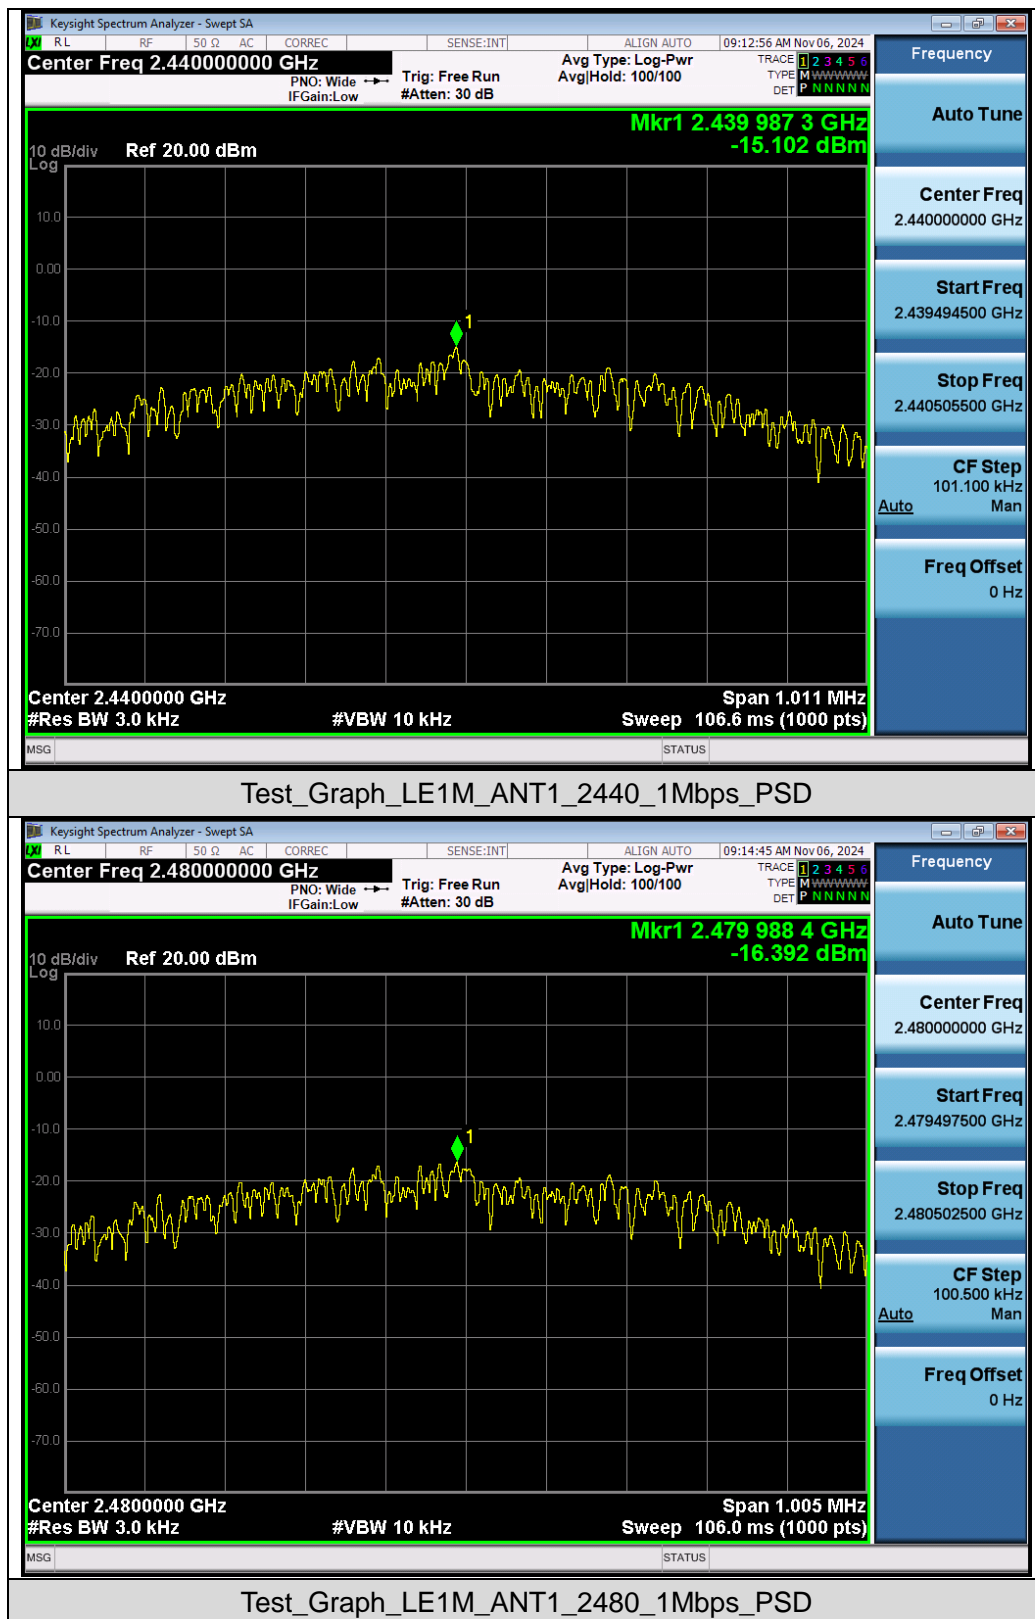 Keysight Spectrum Analyzer - Swept SA
LXI RL RF 50 Ω AC CORREC SENSE:INT ALIGN AUTO 09:12:56 AM Nov 06, 2024
Center Freq 2.440000000 GHz
PNO: Wide
IFGain:Low
Trig: Free Run
#Atten: 30 dB
Avg Type: Log-Pwr
Avg|Hold: 100/100
TRACE 1 2 3 4 5 6
TYPE M WWWWW
DET P N N N N N
Frequency
Auto Tune
Center Freq
2.440000000 GHz
Start Freq
2.439494500 GHz
Stop Freq
2.440505500 GHz
CF Step
101.100 kHz
Auto Man
Freq Offset
0 Hz
Mkr1 2.439 987 3 GHz
-15.102 dBm
10 dB/div Ref 20.00 dBm
Log
10.0
0.00
-10.0
-20.0
-30.0
-40.0
-50.0
-60.0
-70.0
1
Center 2.4400000 GHz Span 1.011 MHz
#Res BW 3.0 kHz #VBW 10 kHz Sweep 106.6 ms (1000 pts)
MSG STATUS
Test_Graph_LE1M_ANT1_2440_1Mbps_PSD
Keysight Spectrum Analyzer - Swept SA
LXI RL RF 50 Ω AC CORREC SENSE:INT ALIGN AUTO 09:14:45 AM Nov 06, 2024
Center Freq 2.480000000 GHz
PNO: Wide
IFGain:Low
Trig: Free Run
#Atten: 30 dB
Avg Type: Log-Pwr
Avg|Hold: 100/100
TRACE 1 2 3 4 5 6
TYPE M WWWWW
DET P N N N N N
Frequency
Auto Tune
Center Freq
2.480000000 GHz
Start Freq
2.479497500 GHz
Stop Freq
2.480502500 GHz
CF Step
100.500 kHz
Auto Man
Freq Offset
0 Hz
Mkr1 2.479 988 4 GHz
-16.392 dBm
10 dB/div Ref 20.00 dBm
Log
10.0
0.00
-10.0
-20.0
-30.0
-40.0
-50.0
-60.0
-70.0
1
Center 2.4800000 GHz Span 1.005 MHz
#Res BW 3.0 kHz #VBW 10 kHz Sweep 106.0 ms (1000 pts)
MSG STATUS
Test_Graph_LE1M_ANT1_2480_1Mbps_PSD